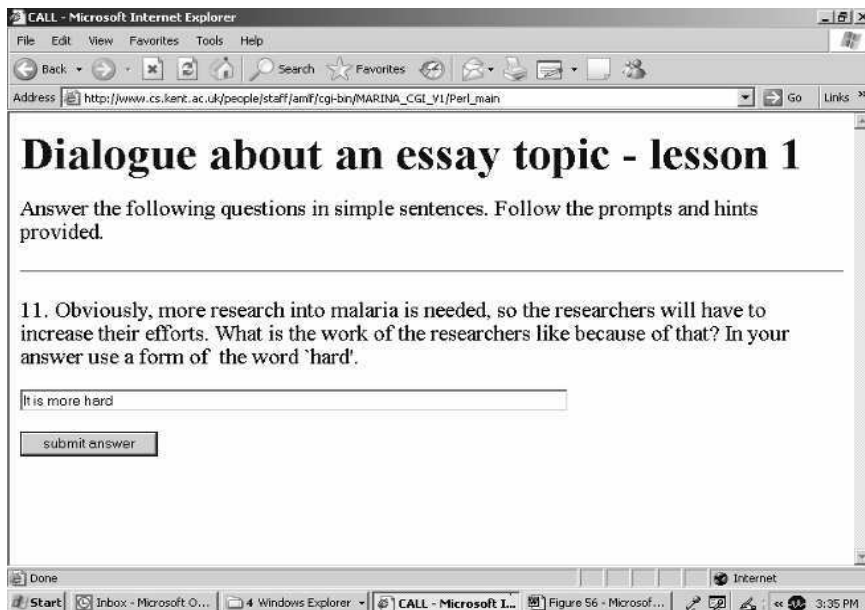 CALL - Microsoft Internet Explorer
File Edit View Favorites Tools Help
Back Search Favorites
Address http://www.cs.kent.ac.uk/people/staff/amlf/cgi-bin/MARINA_CGI_V1/Perl_main Go Links »
Dialogue about an essay topic - lesson 1
Answer the following questions in simple sentences. Follow the prompts and hints
provided.
11. Obviously, more research into malaria is needed, so the researchers will have to
increase their efforts. What is the work of the researchers like because of that? In your
answer use a form of the word `hard'.
It is more hard
submit answer
Done Internet
Start Inbox - Microsoft O... 4 Windows Explorer CALL - Microsoft I... Figure 56 - Microsof... « 3:35 PM